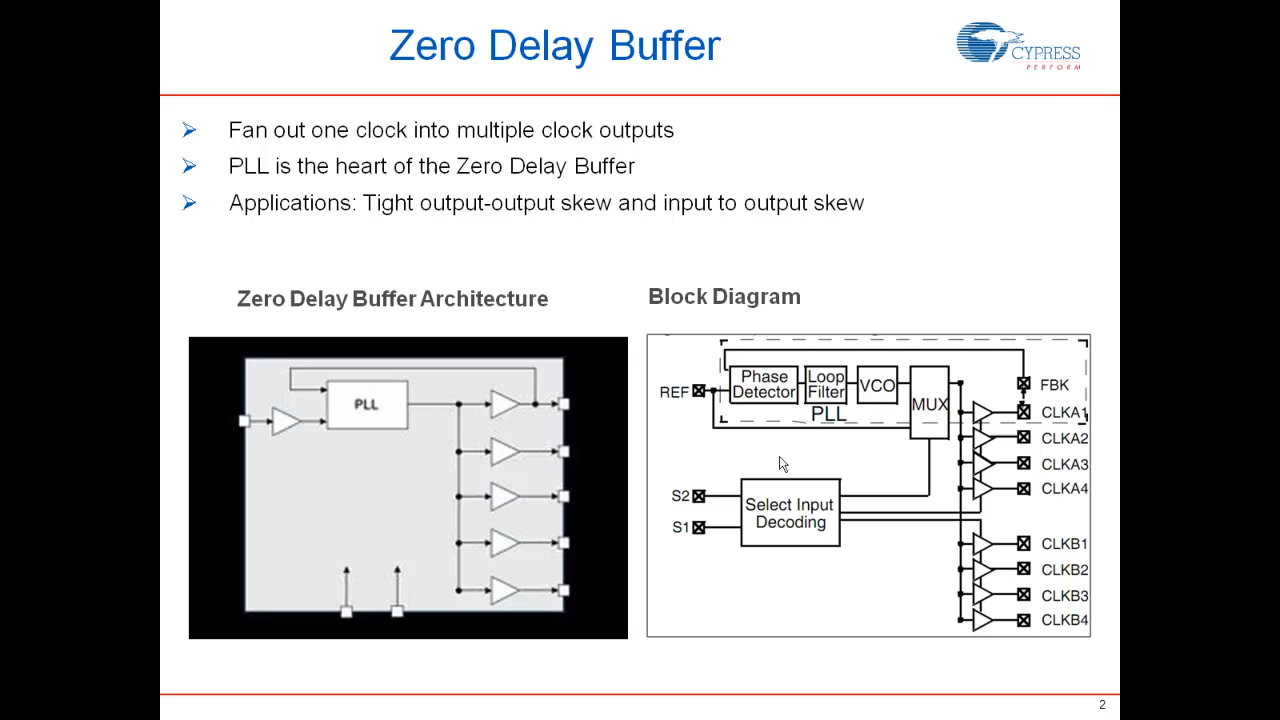 Zero Delay Buffer
CYPRESS
PERFORM
Fan out one clock into multiple clock outputs
PLL is the heart of the Zero Delay Buffer
Applications: Tight output-output skew and input to output skew
Zero Delay Buffer Architecture
PLL
Block Diagram
REF
Phase
Detector
Loop
Filter
VCO
PLL
MUX
FBK
CLKA1
CLKA2
CLKA3
CLKA4
S2
S1
Select Input
Decoding
CLKB1
CLKB2
CLKB3
CLKB4
2